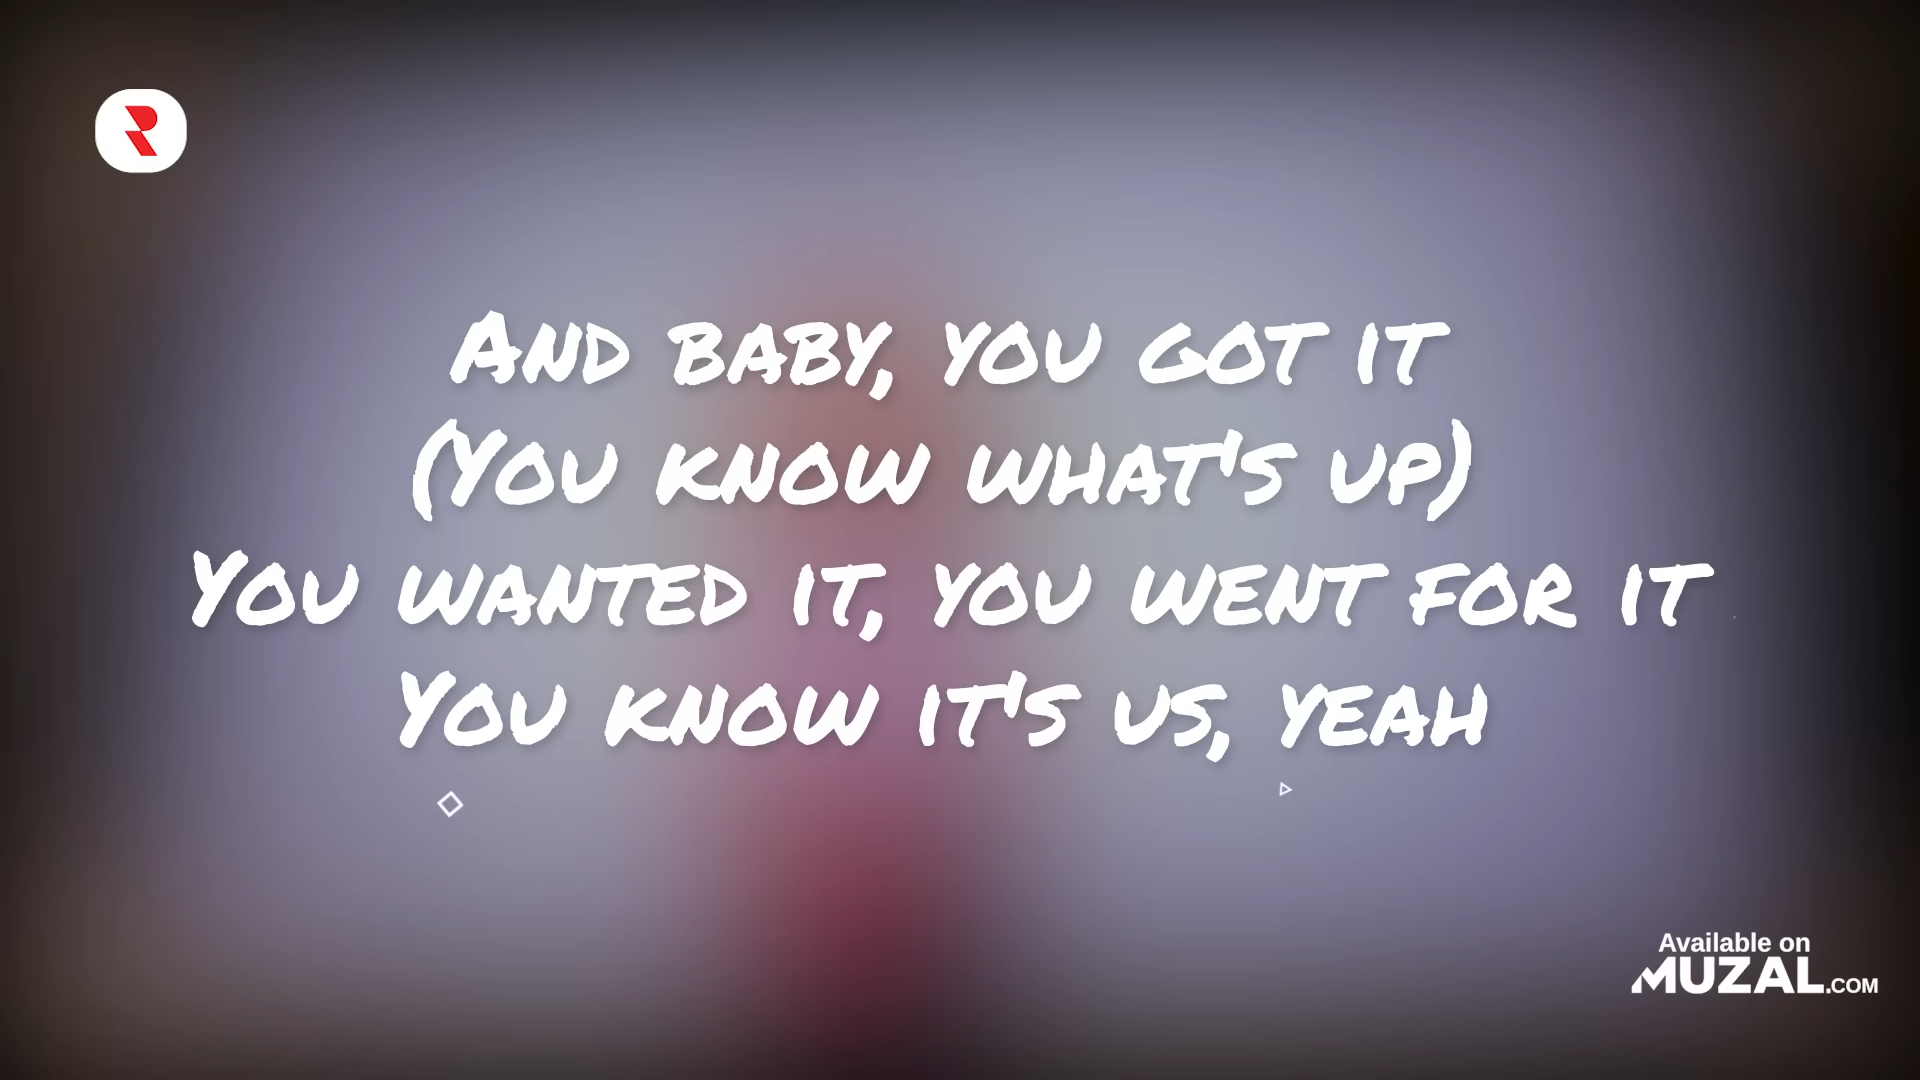 And baby, you got it
(You know what's up)
You wanted it, you went for it
You know it's us, yeah
Available on
MUZAL.COM